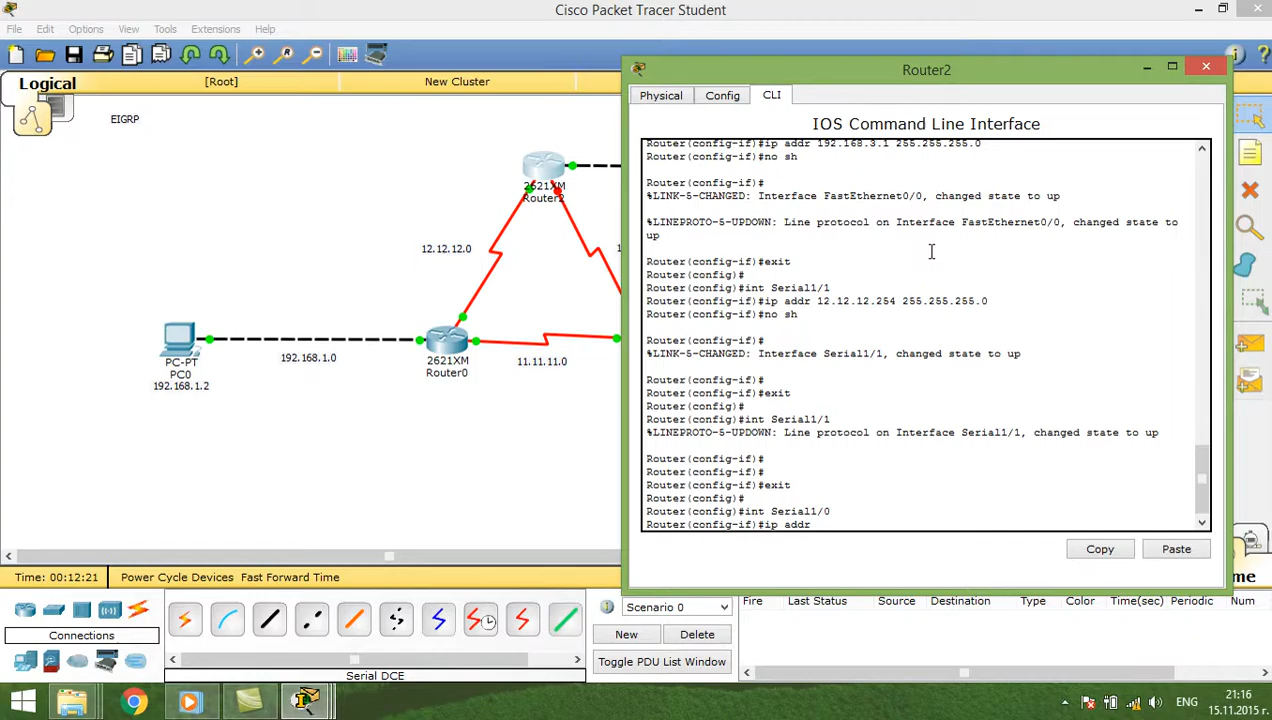 Cisco Packet Tracer Student
File Edit Options View Tools Extensions Help
Logical [Root] New Cluster
EIGRP
2621XM
Router2
12.12.12.0
PC-PT
PC0
192.168.1.2
192.168.1.0
2621XM
Router0
11.11.11.0
Router2
Physical Config CLI
IOS Command Line Interface
Router(config-if)#ip addr 192.168.3.1 255.255.255.0
Router(config-if)#no sh
Router(config-if)#
%LINK-5-CHANGED: Interface FastEthernet0/0, changed state to up
%LINEPROTO-5-UPDOWN: Line protocol on Interface FastEthernet0/0, changed state to
up
Router(config-if)#exit
Router(config)#
Router(config)#int Serial1/1
Router(config-if)#ip addr 12.12.12.254 255.255.255.0
Router(config-if)#no sh
Router(config-if)#
%LINK-5-CHANGED: Interface Serial1/1, changed state to up
Router(config-if)#
Router(config-if)#exit
Router(config)#
Router(config)#int Serial1/1
%LINEPROTO-5-UPDOWN: Line protocol on Interface Serial1/1, changed state to up
Router(config-if)#
Router(config-if)#
Router(config-if)#exit
Router(config)#
Router(config)#int Serial1/0
Router(config-if)#ip addr
Copy Paste
Time: 00:12:21 Power Cycle Devices Fast Forward Time
Connections
Serial DCE
Scenario 0
New Delete
Toggle PDU List Window
Fire Last Status Source Destination Type Color Time(sec) Periodic Num
ЕНГ
21:16
15.11.2015 г.